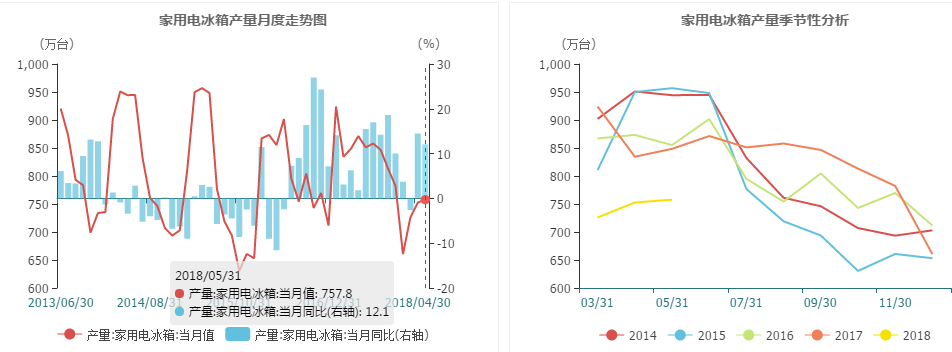 家用电冰箱产量月度走势图
(万台) (%)
1,000 30
950
900 20
850 10
800
750 0
700 -10
650
600 -20
2013/06/30 2014/08/31 2015/10/31 2016/12/31 2018/04/30
2018/05/31
产量:家用电冰箱:当月值: 757.8
产量:家用电冰箱:当月同比(右轴): 12.1
产量:家用电冰箱:当月值 产量:家用电冰箱:当月同比(右轴)
家用电冰箱产量季节性分析
(万台)
1,000
950
900
850
800
750
700
650
600
03/31 05/31 07/31 09/30 11/30
2014 2015 2016 2017 2018